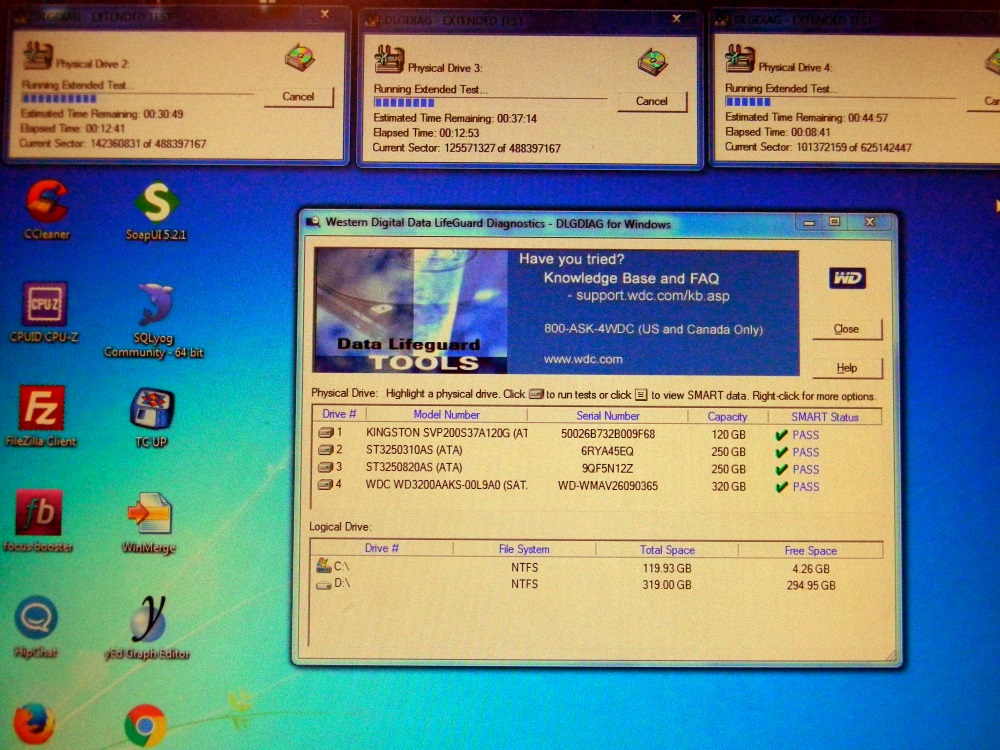 DLGDIAG - EXTENDED TEST
Physical Drive 2:
Running Extended Test...
Cancel
Estimated Time Remaining: 00:30:49
Elapsed Time: 00:12:41
Current Sector: 142360831 of 488397167
DLGDIAG - EXTENDED TEST
Physical Drive 3:
Running Extended Test...
Cancel
Estimated Time Remaining: 00:37:14
Elapsed Time: 00:12:53
Current Sector: 125571327 of 488397167
DLGDIAG - EXTENDED TEST
Physical Drive 4:
Running Extended Test...
Ca
Estimated Time Remaining: 00:44:57
Elapsed Time: 00:08:41
Current Sector: 101372159 of 625142447
CCleaner
S
SoapUI 5.2.1
CPU-Z
CPUID CPU-Z
SQLyog
Community - 64 bit
Fz
FileZilla Client
TC UP
fb
focus booster
WinMerge
HipChat
y
yEd Graph Editor
Western Digital Data LifeGuard Diagnostics - DLGDIAG for Windows
Data Lifeguard
TOOLS
Have you tried?
Knowledge Base and FAQ
- support.wdc.com/kb.asp
800-ASK-4WDC (US and Canada Only)
www.wdc.com
WD
Close
Help
Physical Drive: Highlight a physical drive. Click to run tests or click to view SMART data. Right-click for more options.
Drive # Model Number Serial Number Capacity SMART Status
1 KINGSTON SVP200S37A120G (AT 50026B732B009F68 120 GB PASS
2 ST3250310AS (ATA) 6RYA45EQ 250 GB PASS
3 ST3250820AS (ATA) 9QF5N12Z 250 GB PASS
4 WDC WD3200AAKS-00L9A0 (SAT. WD-WMAV26090365 320 GB PASS
Logical Drive:
Drive # File System Total Space Free Space
C:\ NTFS 119.93 GB 4.26 GB
D:\ NTFS 319.00 GB 294.95 GB